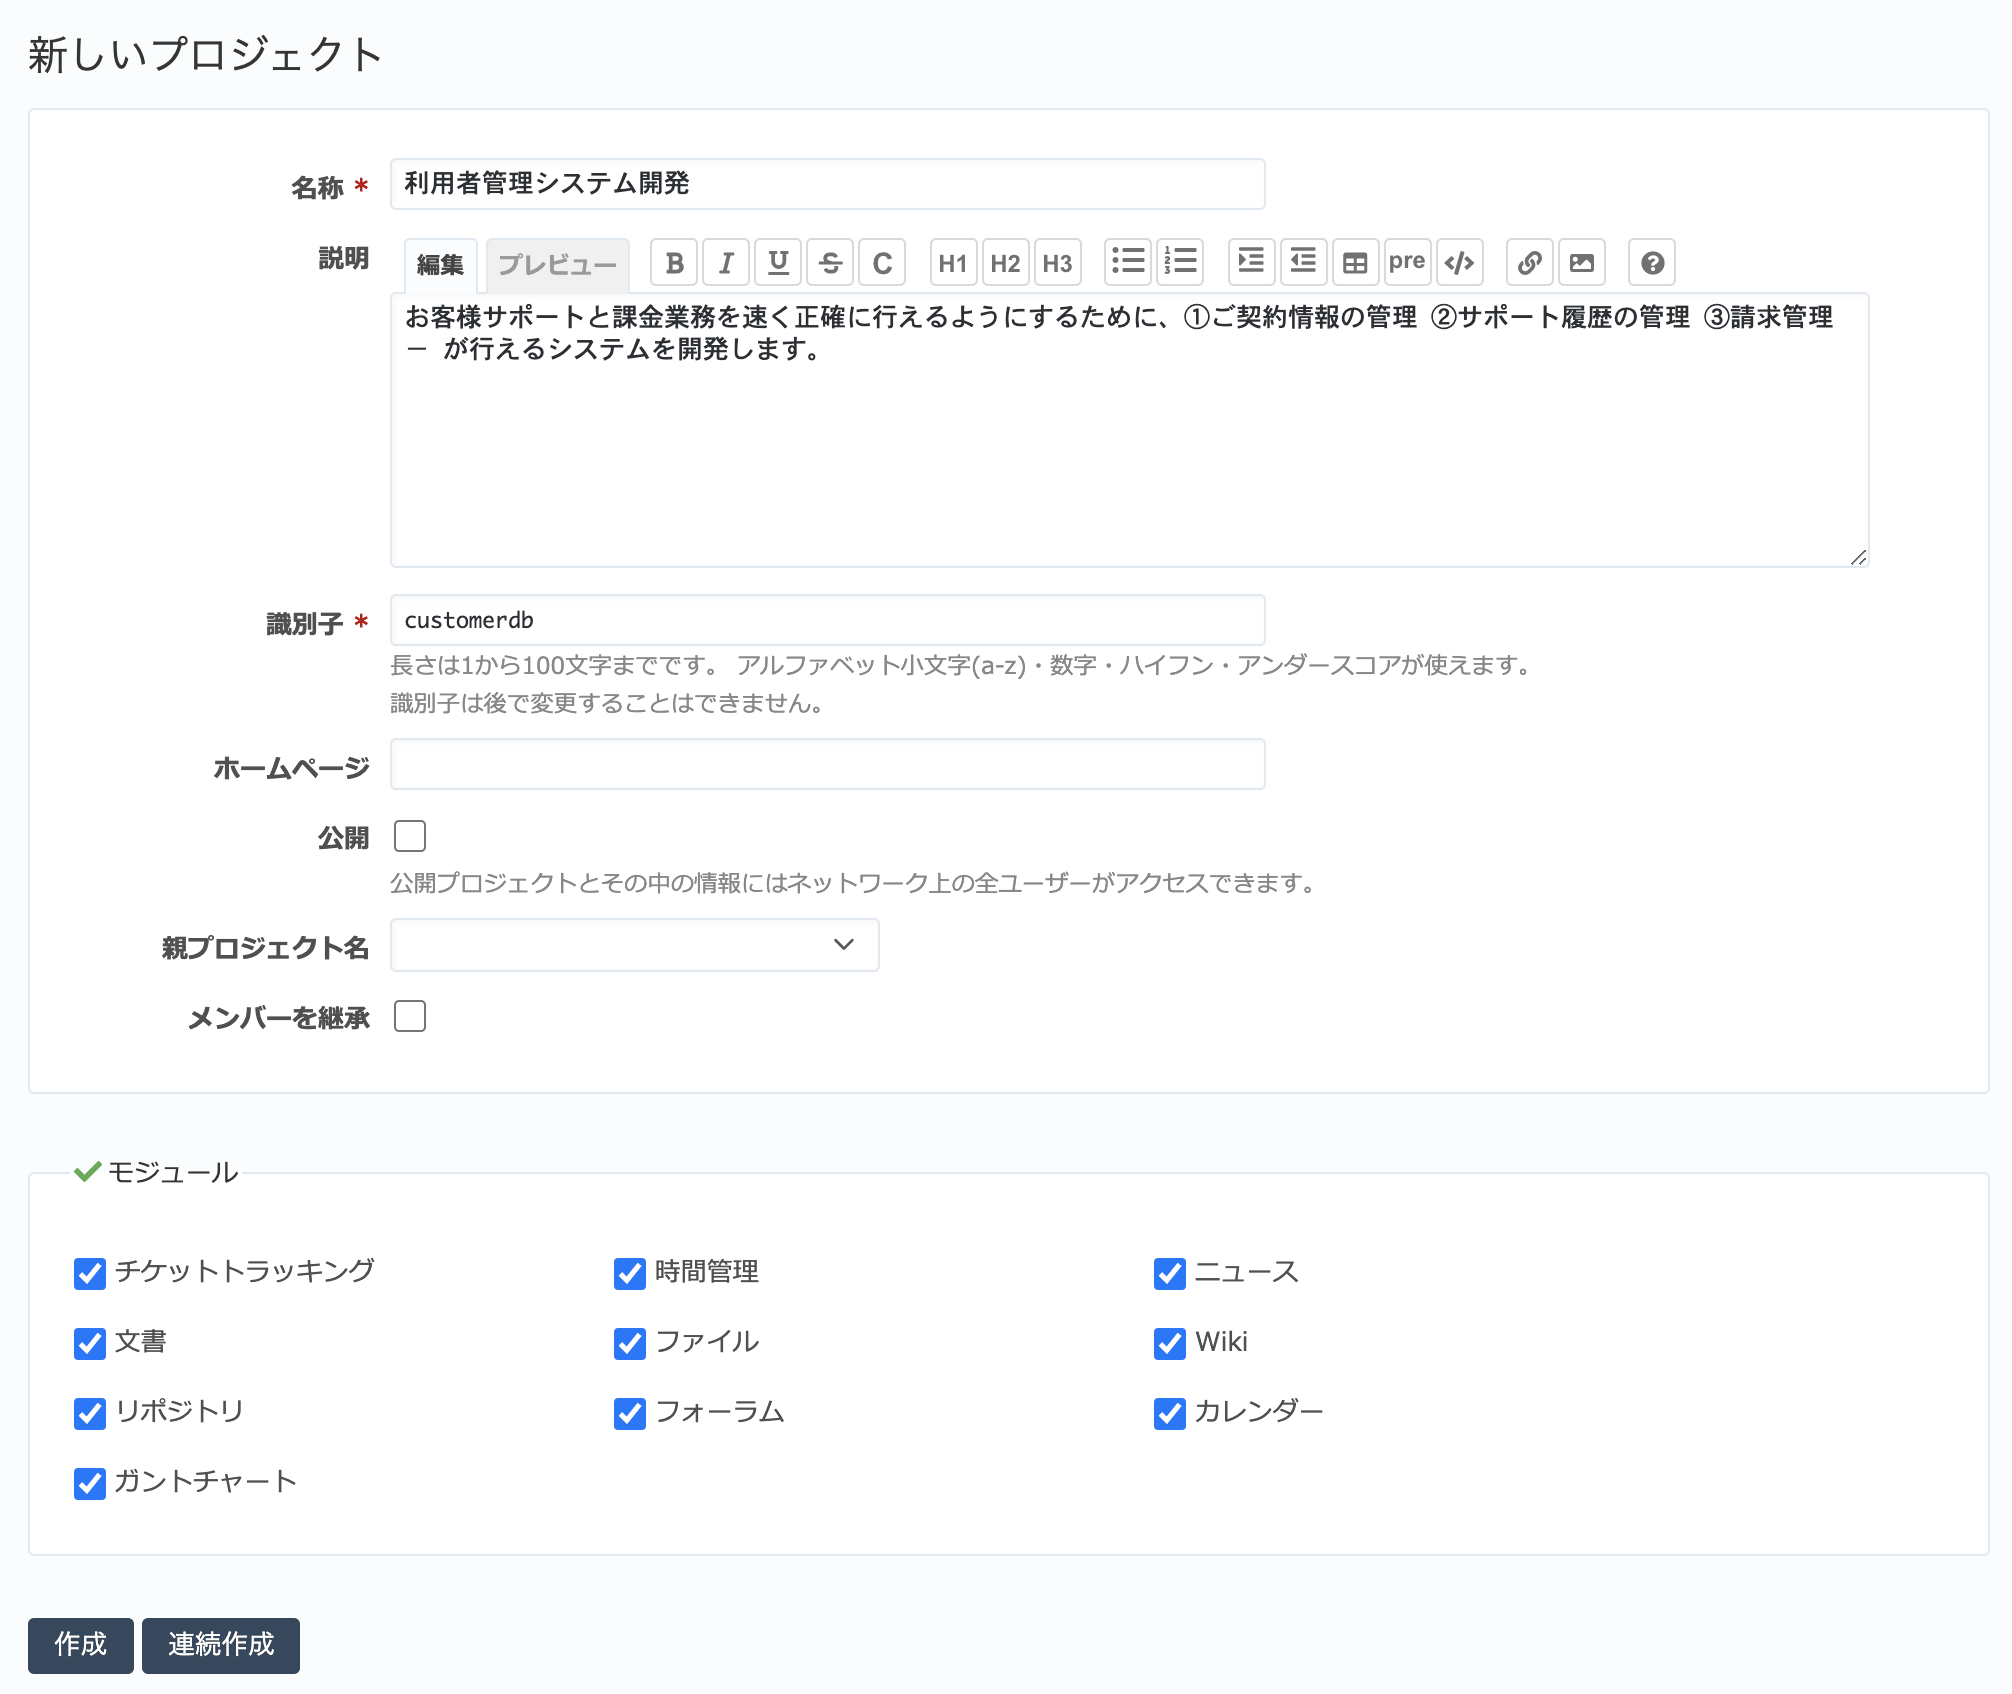 新しいプロジェクト
名称 *
利用者管理システム開発
説明
編集 プレビュー B I U S C H1 H2 H3 pre </> ?
お客様サポートと課金業務を速く正確に行えるようにするために、①ご契約情報の管理 ②サポート履歴の管理 ③請求管理
— が行えるシステムを開発します。
識別子 *
customerdb
長さは1から100文字までです。 アルファベット小文字(a-z)・数字・ハイフン・アンダースコアが使えます。
識別子は後で変更することはできません。
ホームページ
公開
公開プロジェクトとその中の情報にはネットワーク上の全ユーザーがアクセスできます。
親プロジェクト名
メンバーを継承
モジュール
チケットトラッキング 時間管理 ニュース
文書 ファイル Wiki
リポジトリ フォーラム カレンダー
ガントチャート
作成 連続作成